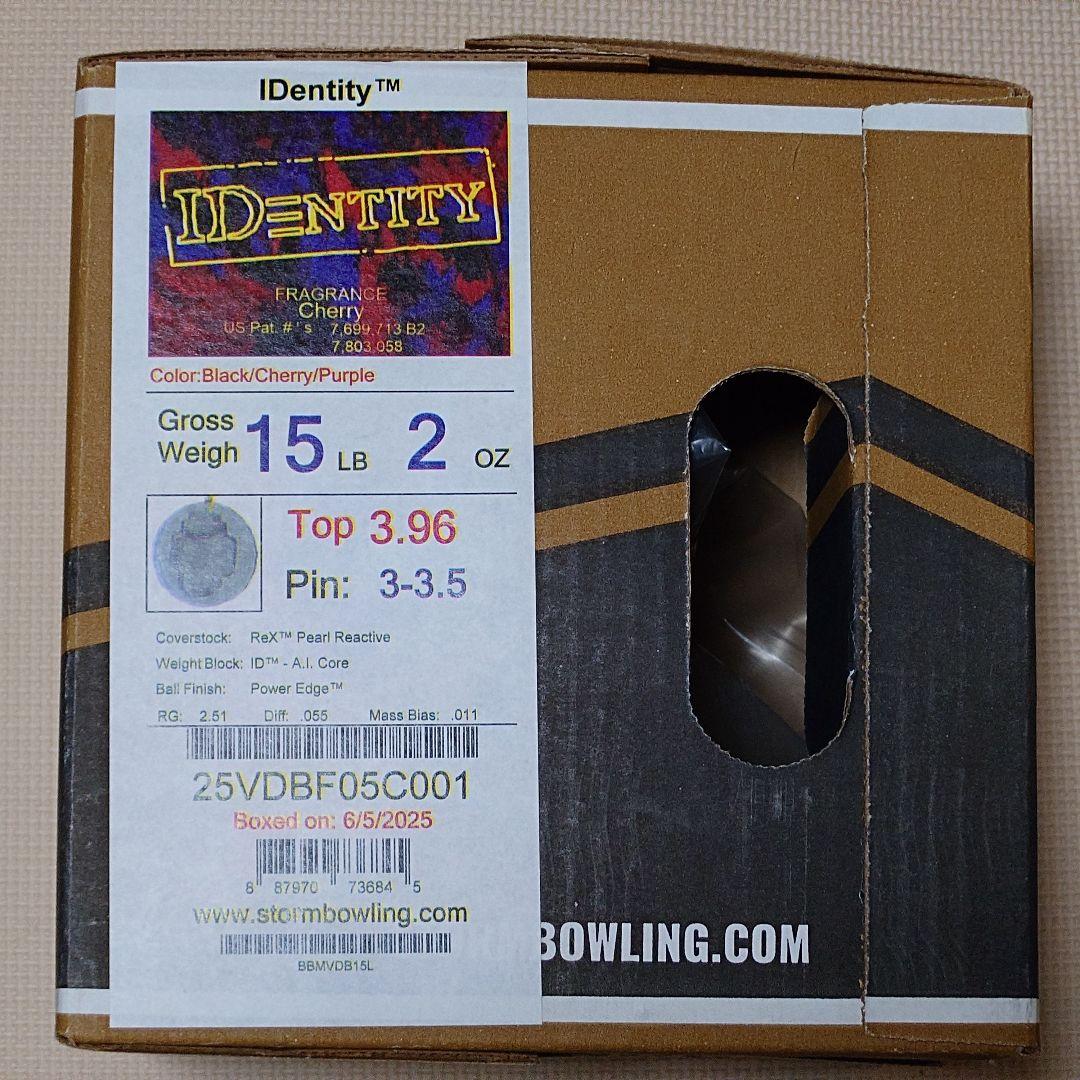 IDentity™
IDENTITY
FRAGRANCE
Cherry
US Pat. #'s 7,699,713 B2
7,803,058
Color:Black/Cherry/Purple
Gross
Weigh 15 LB 2 OZ
Top 3.96
Pin: 3-3.5
Coverstock: ReX™ Pearl Reactive
Weight Block: ID™ - A.I. Core
Ball Finish: Power Edge™
RG: 2.51 Diff: .055 Mass Bias: .011
25VDBF05C001
Boxed on: 6/5/2025
8 87970 73684 5
www.stormbowling.com
BOWLING.COM
BBMVDB15L